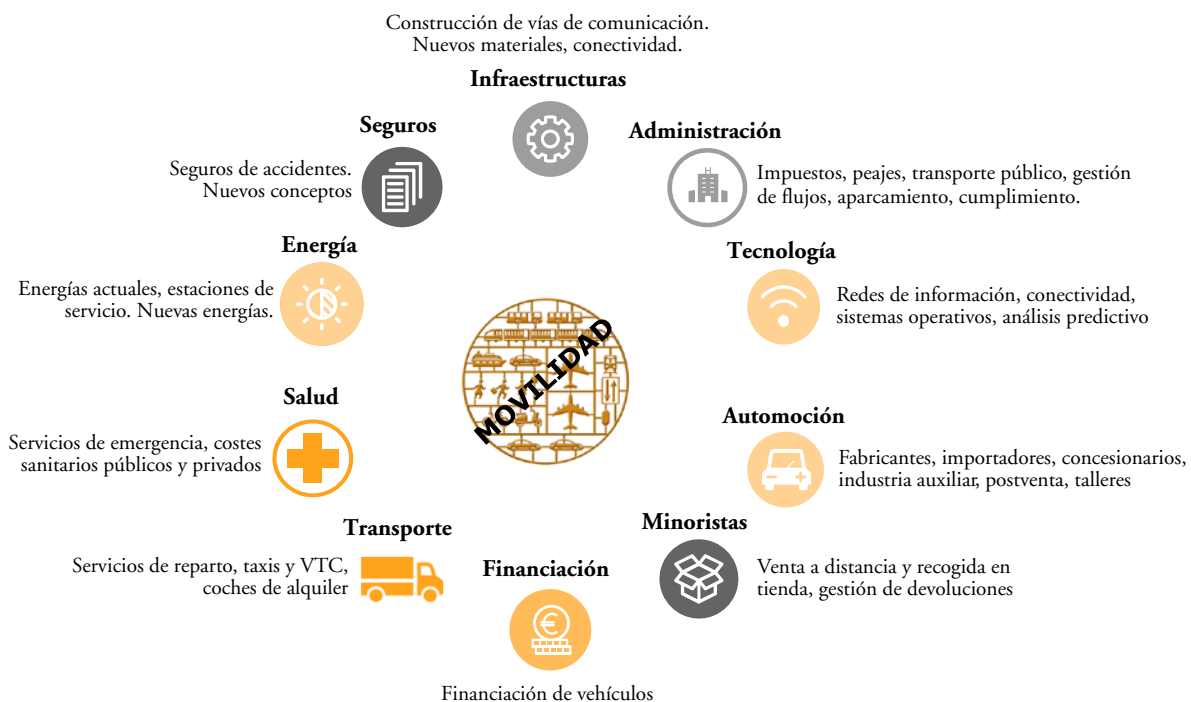 Construcción de vías de comunicación.
Nuevos materiales, conectividad.
Infraestructuras
Seguros
Seguros de accidentes.
Nuevos conceptos
Administración
Impuestos, peajes, transporte público, gestión
de flujos, aparcamiento, cumplimiento.
Energía
Energías actuales, estaciones de
servicio. Nuevas energías.
Tecnología
Redes de información, conectividad,
sistemas operativos, análisis predictivo
MOVILIDAD
Salud
Servicios de emergencia, costes
sanitarios públicos y privados
Automoción
Fabricantes, importadores, concesionarios,
industria auxiliar, postventa, talleres
Transporte
Servicios de reparto, taxis y VTC,
coches de alquiler
Financiación
€
Financiación de vehículos
Minoristas
Venta a distancia y recogida en
tienda, gestión de devoluciones